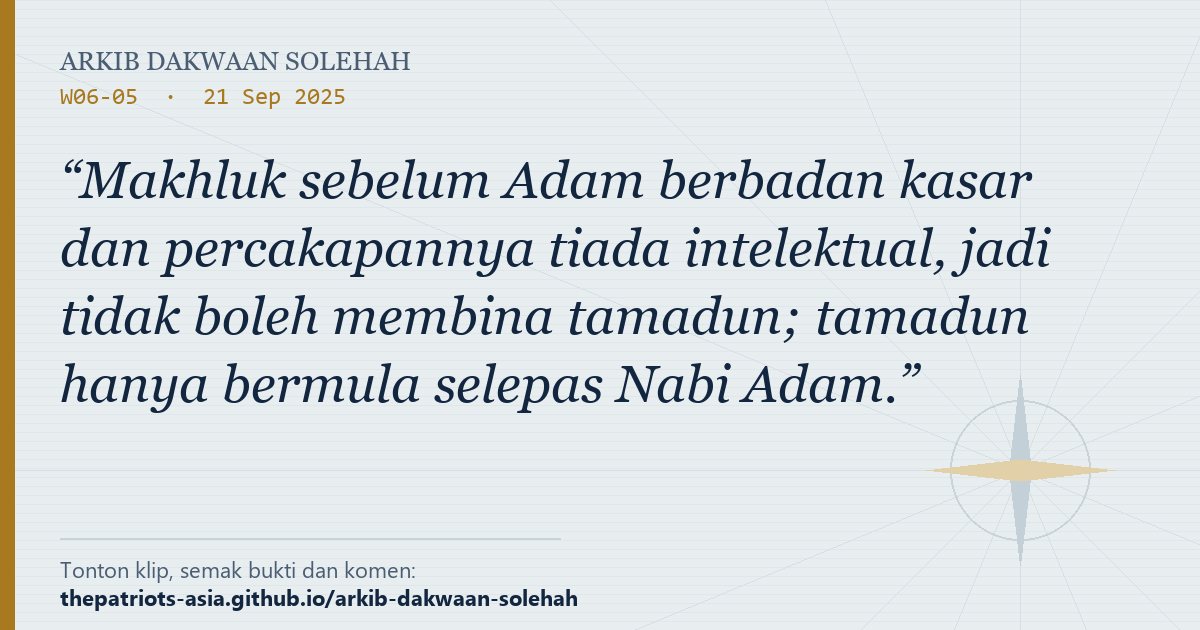 ARKIB DAKWAAN SOLEHAH
W06-05 · 21 Sep 2025
“Makhluk sebelum Adam berbadan kasar
dan percakapannya tiada intelektual, jadi
tidak boleh membina tamadun; tamadun
hanya bermula selepas Nabi Adam.”
Tonton klip, semak bukti dan komen:
thepatriots-asia.github.io/arkib-dakwaan-solehah